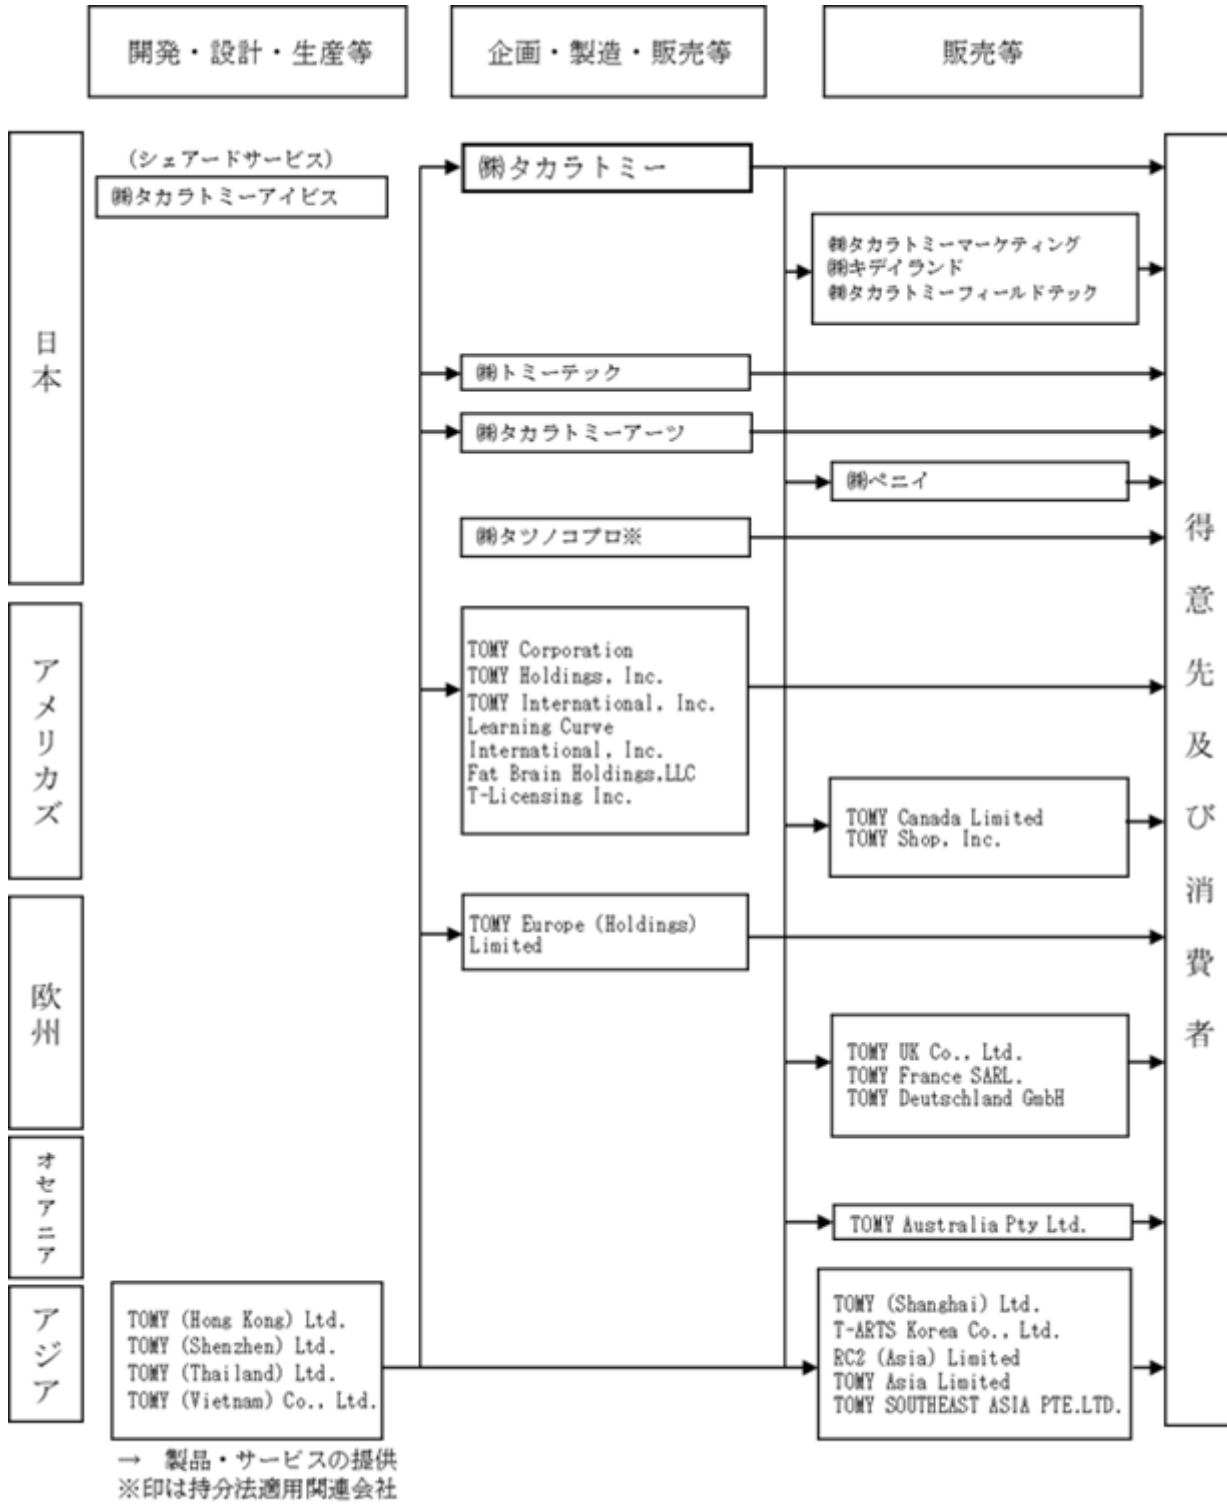 開発・設計・生産等
企画・製造・販売等
販売等
日本
(シェアードサービス)
㈱タカラトミーアイビス
㈱タカラトミー
㈱タカラトミーマーケティング
㈱キデイランド
㈱タカラトミーフィールドテック
㈱トミーテック
㈱タカラトミーアーツ
㈱ペニイ
㈱タツノコプロ※
アメリカズ
TOMY Corporation
TOMY Holdings, Inc.
TOMY International, Inc.
Learning Curve
International, Inc.
Fat Brain Holdings,LLC
T-Licensing Inc.
TOMY Canada Limited
TOMY Shop, Inc.
欧州
TOMY Europe (Holdings)
Limited
TOMY UK Co., Ltd.
TOMY France SARL.
TOMY Deutschland GmbH
オセアニア
TOMY Australia Pty Ltd.
アジア
TOMY (Hong Kong) Ltd.
TOMY (Shenzhen) Ltd.
TOMY (Thailand) Ltd.
TOMY (Vietnam) Co., Ltd.
TOMY (Shanghai) Ltd.
T-ARTS Korea Co., Ltd.
RC2 (Asia) Limited
TOMY Asia Limited
TOMY SOUTHEAST ASIA PTE.LTD.
得意先及び消費者
→ 製品・サービスの提供
※印は持分法適用関連会社